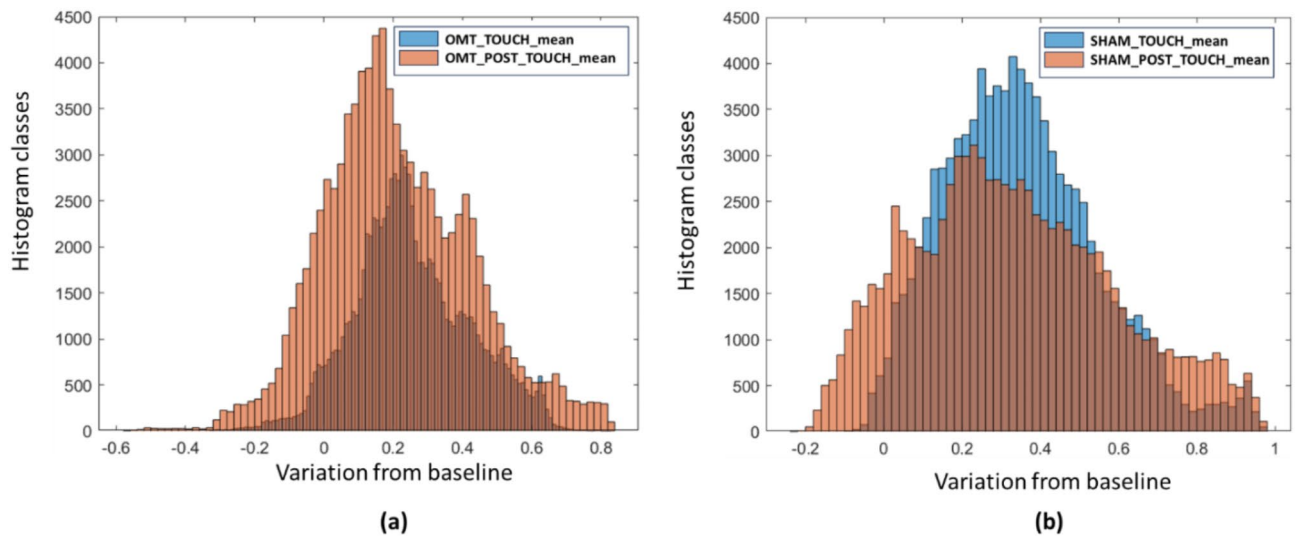 4500
4000
3500
3000
2500
2000
1500
1000
500
0
Histogram classes
OMT_TOUCH_mean
OMT_POST_TOUCH_mean
-0.6 -0.4 -0.2 0 0.2 0.4 0.6 0.8
Variation from baseline
(a)
4500
4000
3500
3000
2500
2000
1500
1000
500
0
Histogram classes
SHAM_TOUCH_mean
SHAM_POST_TOUCH_mean
-0.2 0 0.2 0.4 0.6 0.8 1
Variation from baseline
(b)